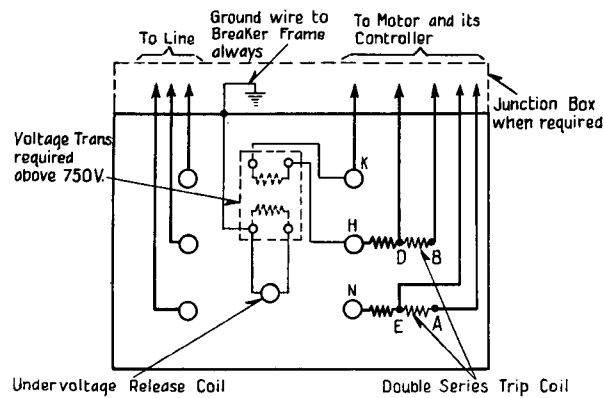 Ground wire to
Breaker Frame
always
To Motor and its
Controller
To Line
Junction Box
when required
Voltage Trans
required
above 750V.
K
H
D
B
N
E
A
Undervoltage Release Coil
Double Series Trip Coil